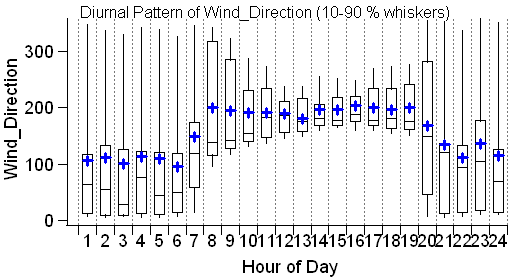 Diurnal Pattern of Wind_Direction (10-90 % whiskers)
Wind_Direction
300
200
100
0
1 2 3 4 5 6 7 8 9 10 11 12 13 14 15 16 17 18 19 20 21 22 23 24
Hour of Day